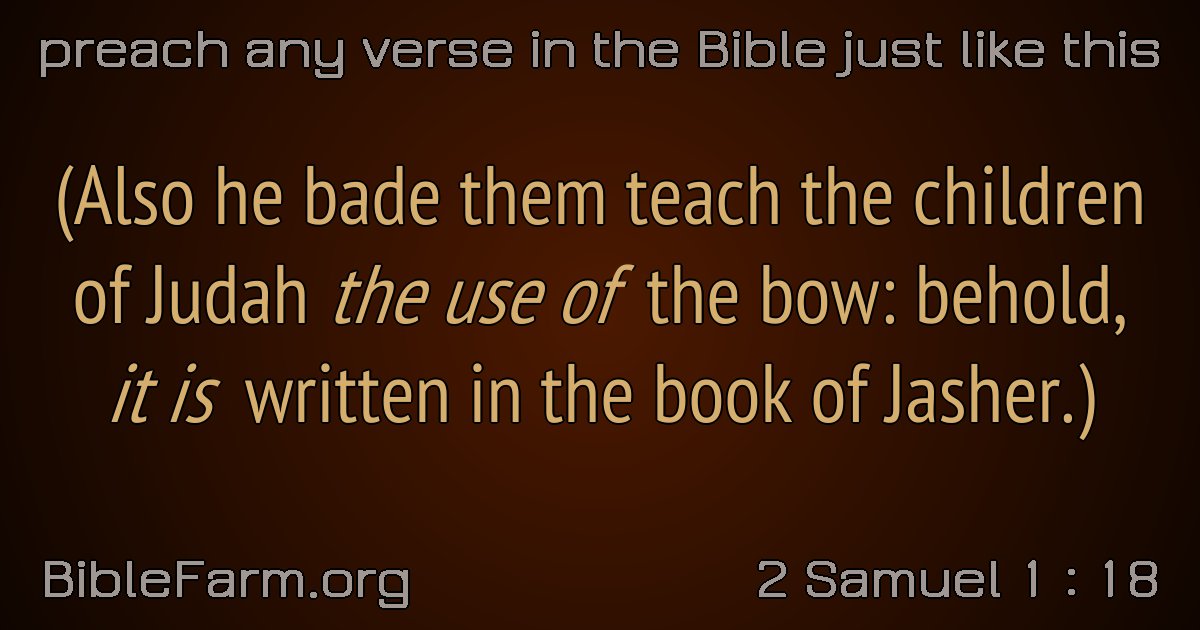 preach any verse in the Bible just like this
(Also he bade them teach the children
of Judah the use of the bow: behold,
it is written in the book of Jasher.)
BibleFarm.org
2 Samuel 1 : 18